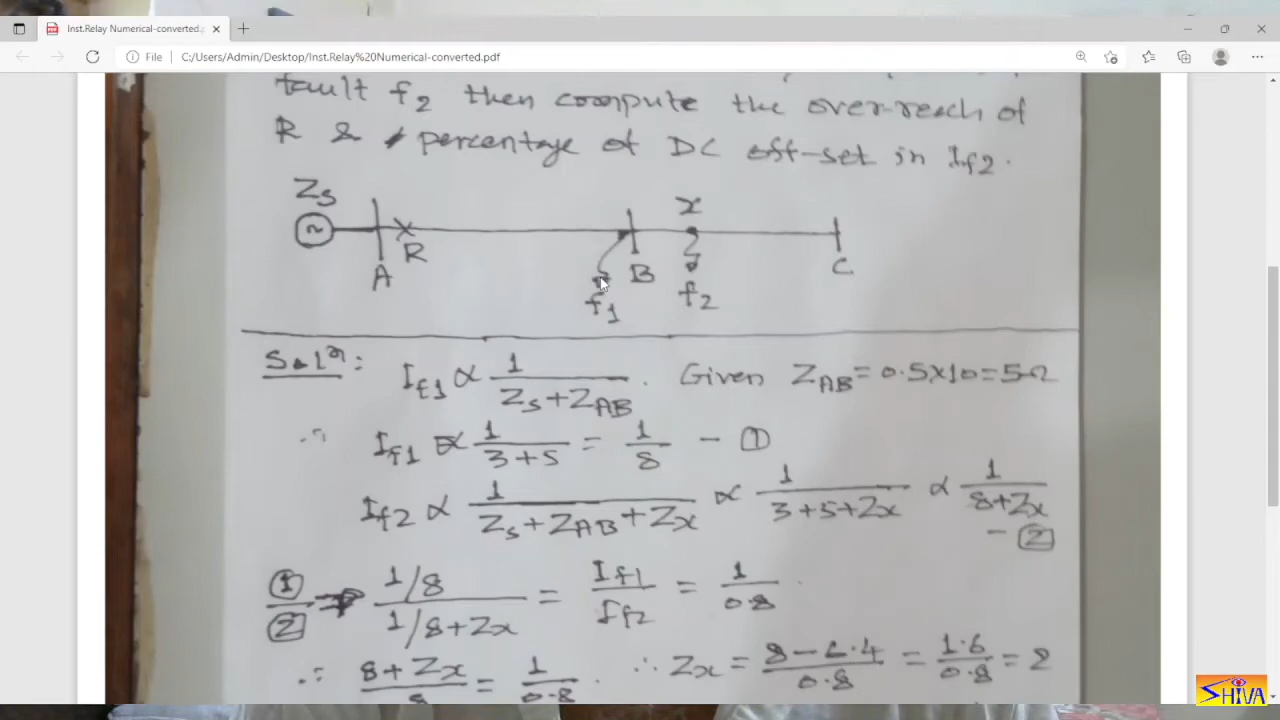 Inst.Relay Numerical-converted.p
File C:/Users/Admin/Desktop/Inst.Relay%20Numerical-converted.pdf
fault f2 then compute the over-reach of
R & percentage of DC off-set in If2.
Zs x
~
A R B C
f1 f2
Solⁿ: If1 ∝ 1/(Zs+ZAB). Given ZAB = 0.5×10 = 5Ω
∴ If1 ∝ 1/(3+5) = 1/8 - ①
If2 ∝ 1/(Zs+ZAB+Zx) ∝ 1/(3+5+Zx) ∝ 1/(8+Zx)
- ②
①/② → (1/8)/(1/8+Zx) = If1/If2 = 1/0.8
∴ (8+Zx)/8 = 1/0.8. ∴ Zx = (8-6.4)/0.8 = 1.6/0.8 = 2
SHIVA